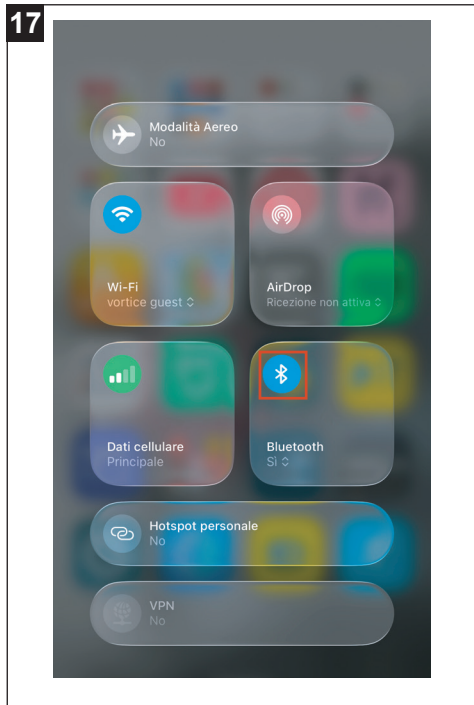 17
Modalità Aereo
No
Wi-Fi
vortice guest
AirDrop
Ricezione non attiva
Dati cellulare
Principale
Bluetooth
Sì
Hotspot personale
No
VPN
No